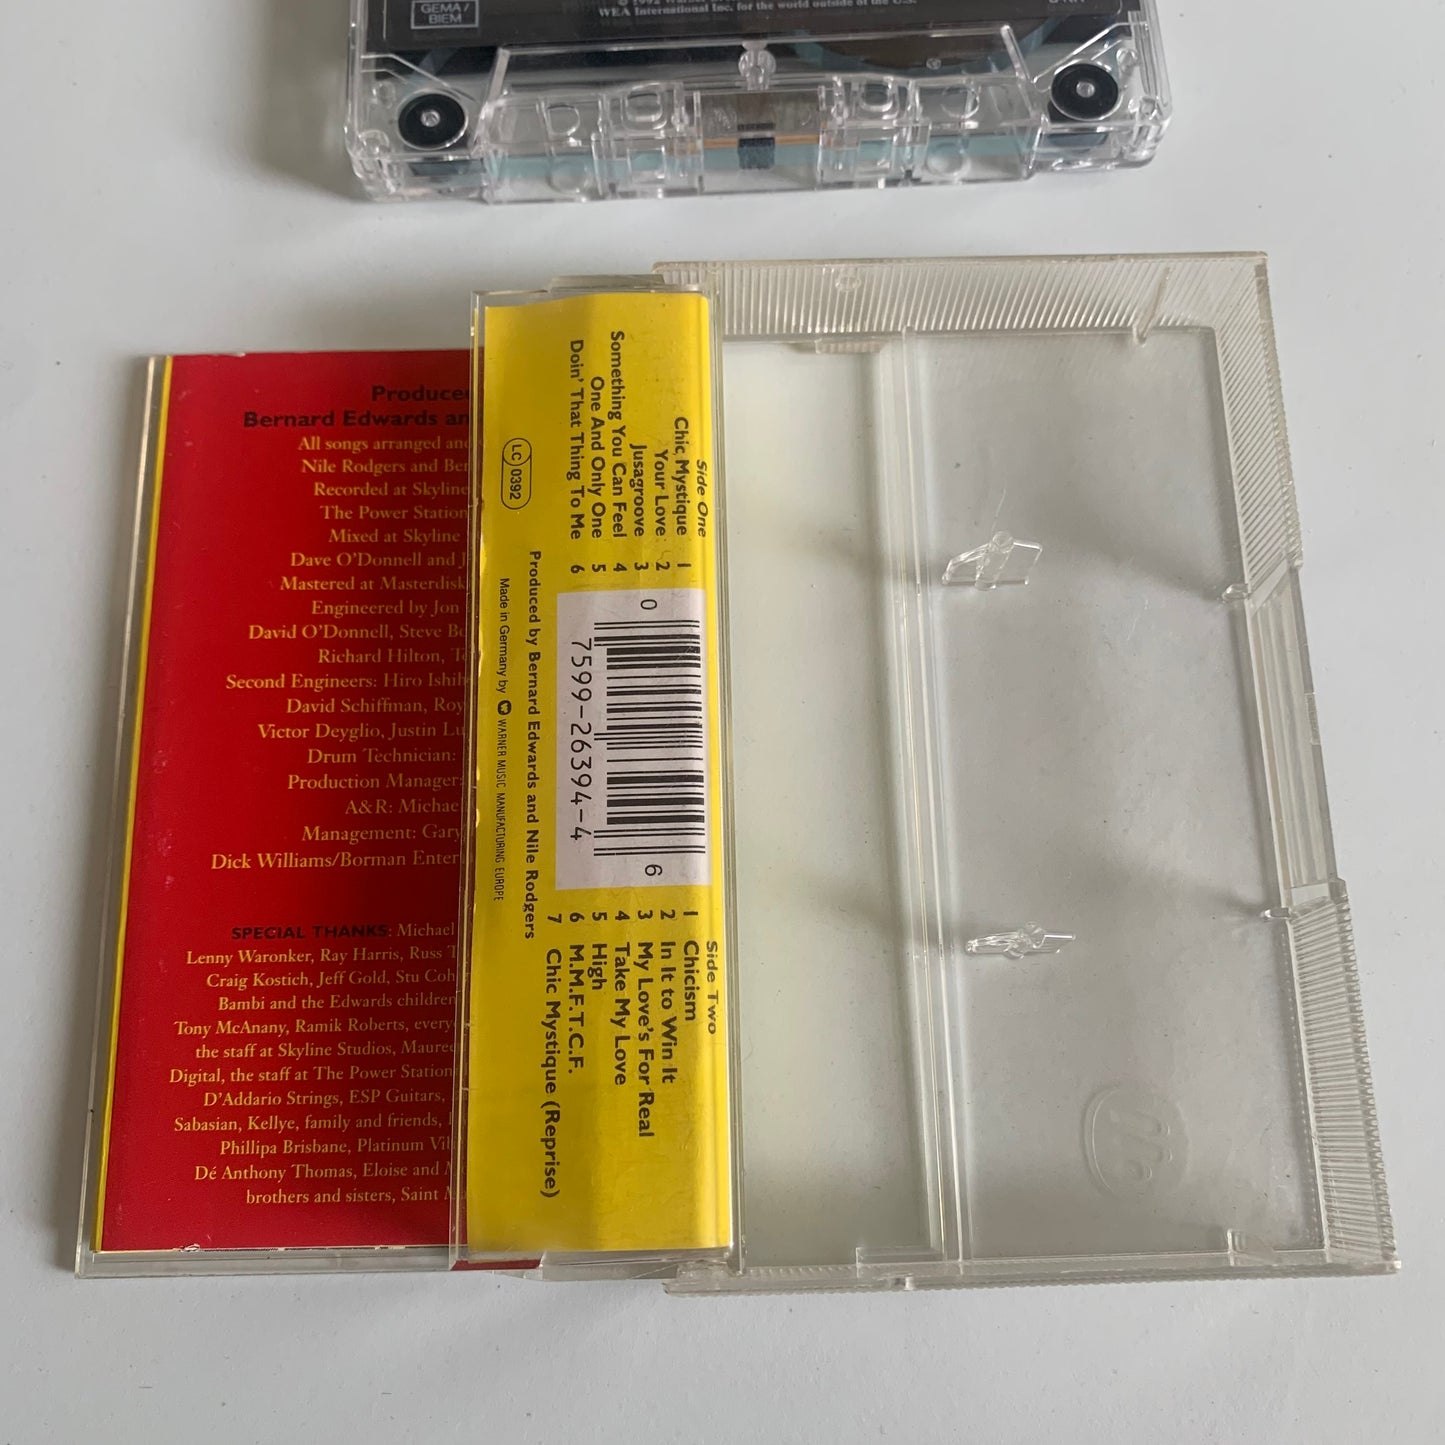 GEMA/
BIEM
℗ 1992 Warner
WEA International Inc. for the world outside of the U.S.
Produce
Bernard Edwards an
All songs arranged an
Nile Rodgers and Ber
Recorded at Skyline
The Power Station
Mixed at Skyline
Dave O'Donnell and J
Mastered at Masterdisk
Engineered by Jon
David O'Donnell, Steve Bo
Richard Hilton, T
Second Engineers: Hiro Ishih
David Schiffman, Roy
Victor Deyglio, Justin Lu
Drum Technician:
Production Manager:
A&R: Michae
Management: Gary
Dick Williams/Borman Enter
SPECIAL THANKS: Michael
Lenny Waronker, Ray Harris, Russ T
Craig Kostich, Jeff Gold, Stu Coh
Bambi and the Edwards children
Tony McAnany, Ramik Roberts, every
the staff at Skyline Studios, Mauree
Digital, the staff at The Power Station
D'Addario Strings, ESP Guitars,
Sabasian, Kellye, family and friends,
Phillipa Brisbane, Platinum Vil
Dé Anthony Thomas, Eloise and M
brothers and sisters, Saint M
Side One
Chic Mystique 1
Your Love 2
Jusagroove 3
Something You Can Feel 4
One And Only One 5
Doin' That Thing To Me 6
LC 0392
0 7599-26394-4 6
Side Two
1 Chicism
2 In It to Win It
3 My Love's For Real
4 Take My Love
5 High
6 M.M.F.T.C.F.
7 Chic Mystique (Reprise)
Produced by Bernard Edwards and Nile Rodgers
Made in Germany by WARNER MUSIC MANUFACTURING EUROPE